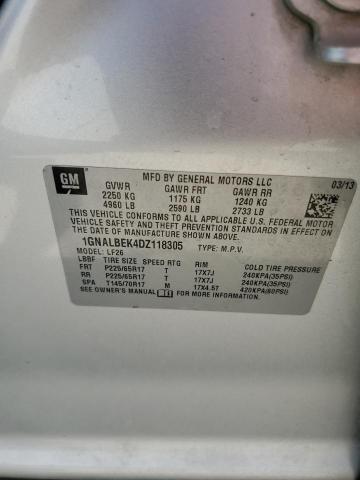 GM
MFD BY GENERAL MOTORS LLC
03/13
GVWR GAWR FRT GAWR RR
2250 KG 1175 KG 1240 KG
4960 LB 2590 LB 2733 LB
THIS VEHICLE CONFORMS TO ALL APPLICABLE U.S. FEDERAL MOTOR
VEHICLE SAFETY AND THEFT PREVENTION STANDARDS IN EFFECT ON
THE DATE OF MANUFACTURE SHOWN ABOVE.
1GNALBEK4DZ118305 TYPE: M.P.V.
MODEL: LF26
LBBF TIRE SIZE SPEED RTG RIM COLD TIRE PRESSURE
FRT P225/65R17 T 17X7J 240KPA(35PSI)
RR P225/65R17 T 17X7J 240KPA(35PSI)
SPA T145/70R17 M 17X4.5T 420KPA(60PSI)
SEE OWNER'S MANUAL FOR ADDITIONAL INFORMATION.